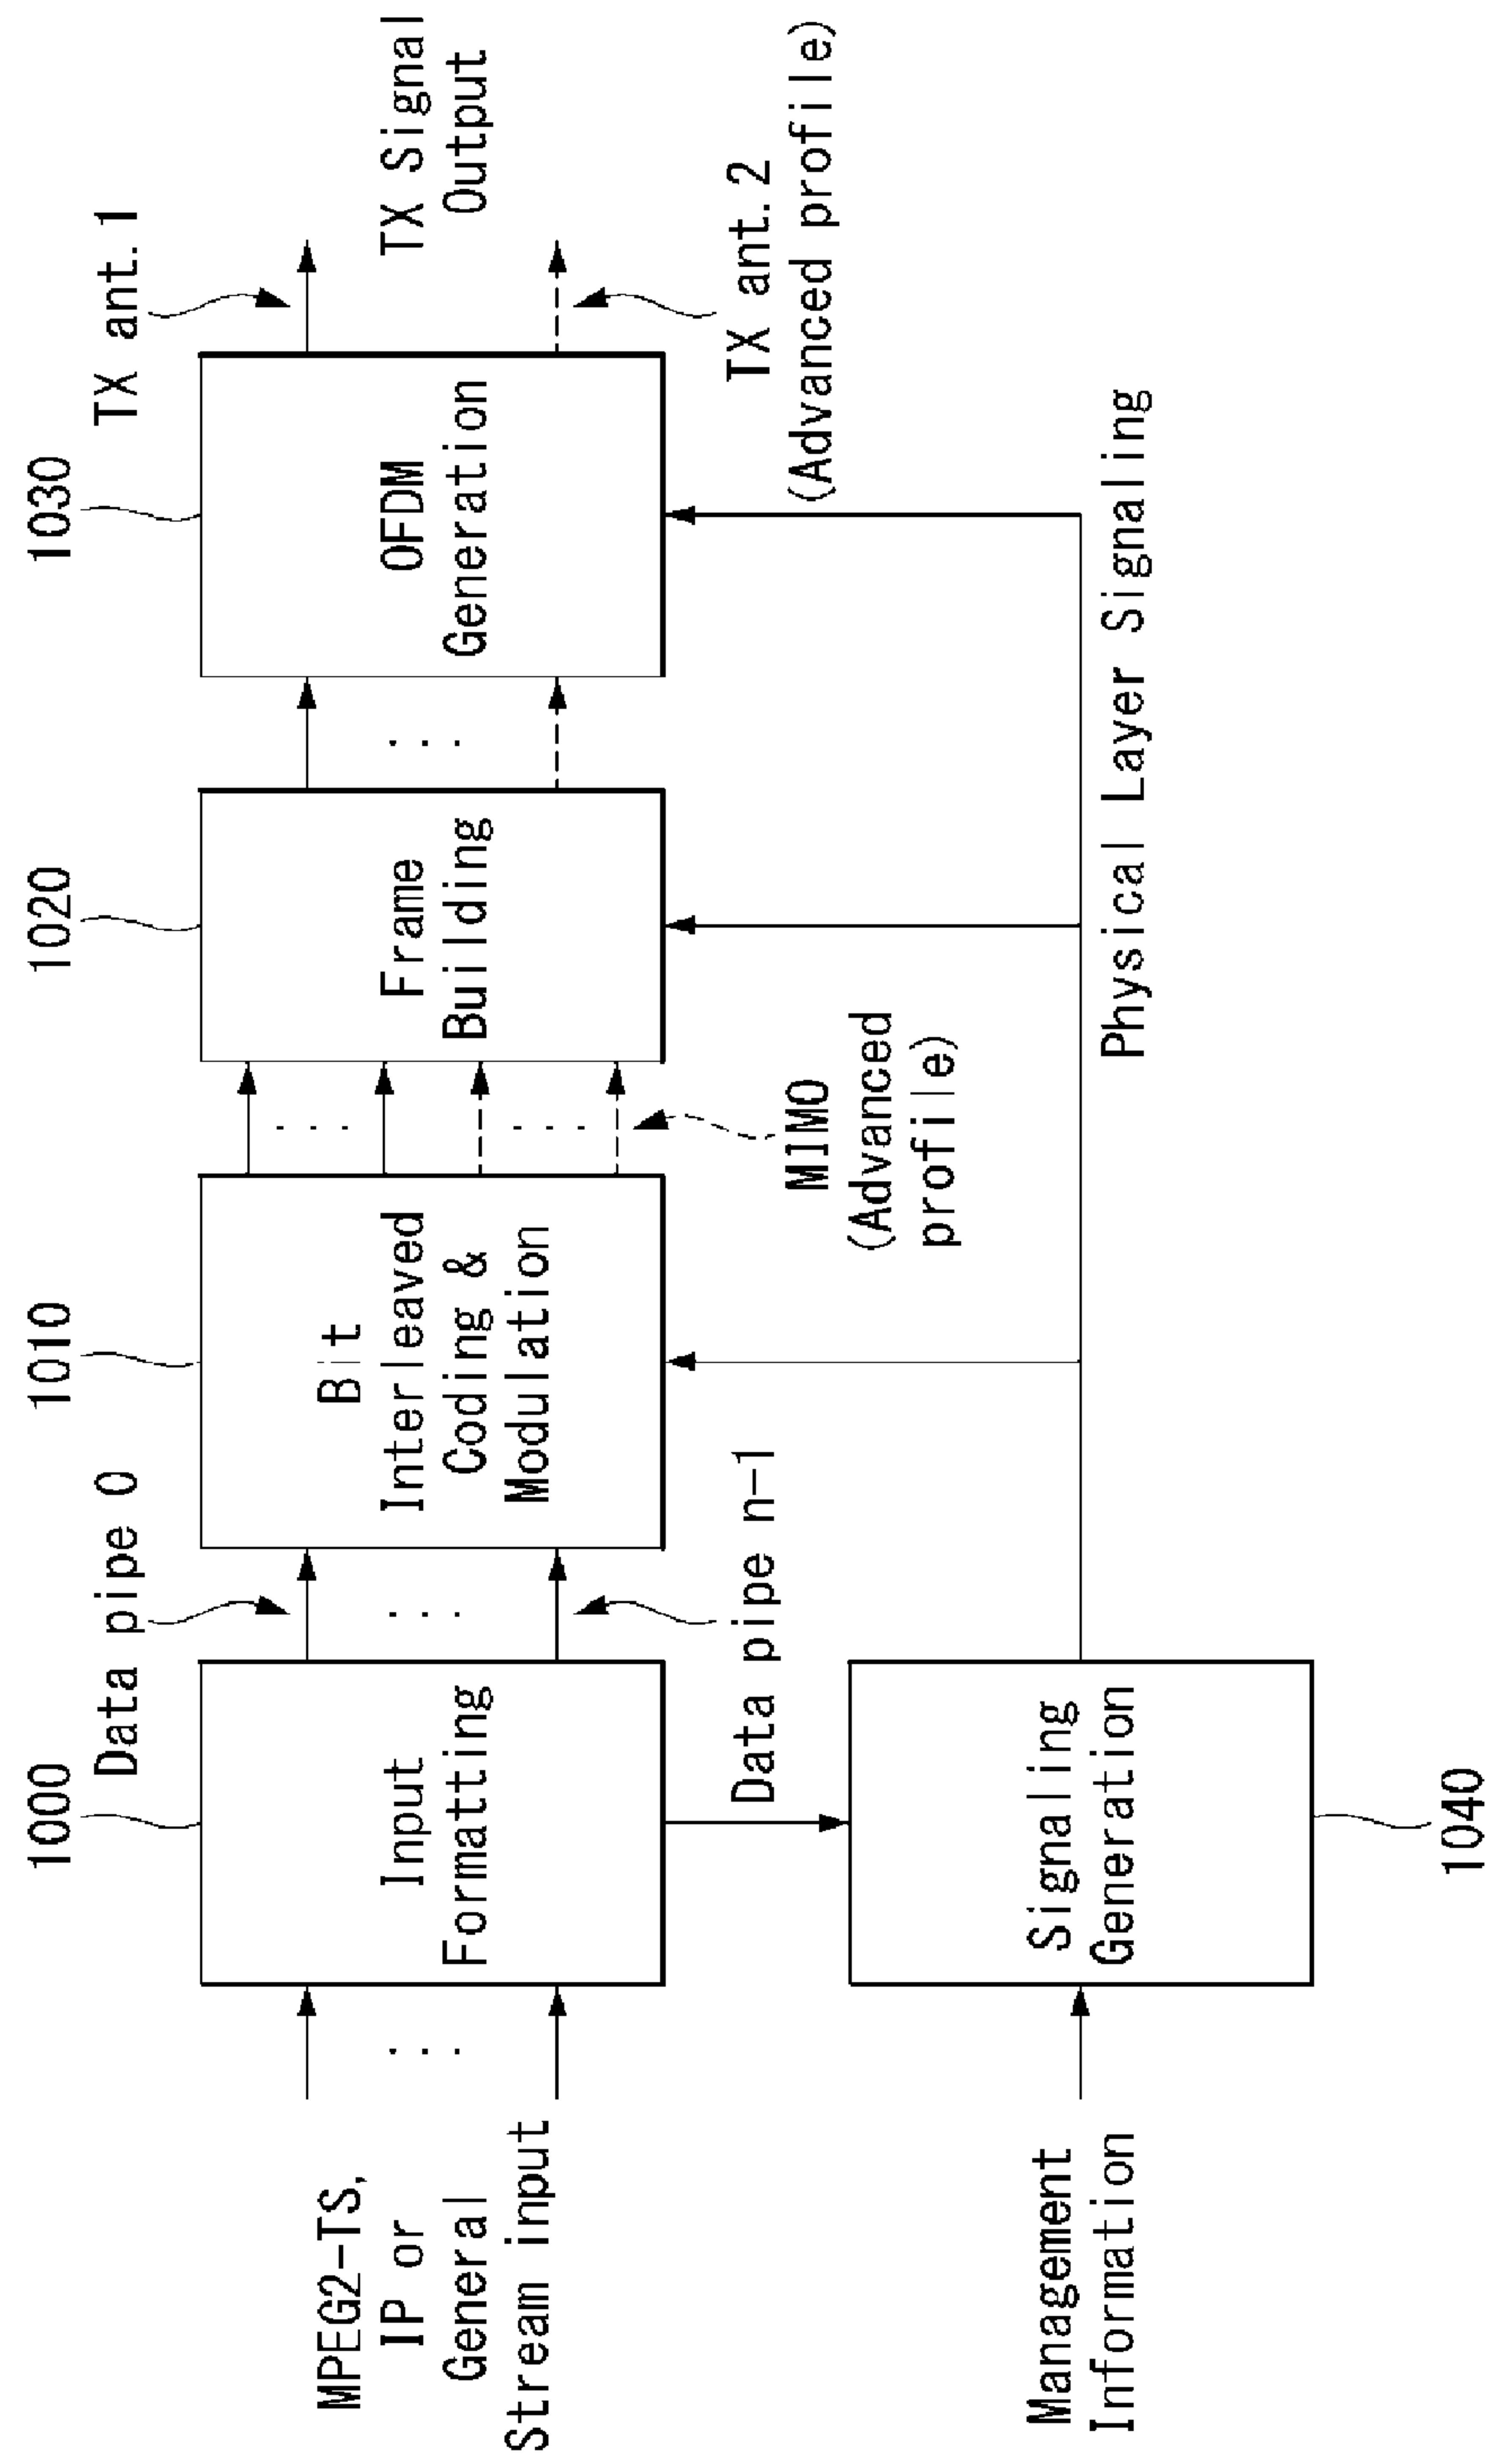 1000
1010
1020
1030
Data pipe 0
TX ant.1
MPEG2-TS,
IP or
General
Stream input
Input
Formatting
Bit
Interleaved
Coding &
Modulation
Frame
Building
OFDM
Generation
TX Signal
Output
Data pipe n-1
MIMO
(Advanced
profile)
TX ant.2
(Advanced profile)
Management
Information
Signaling
Generation
Physical Layer Signaling
1040